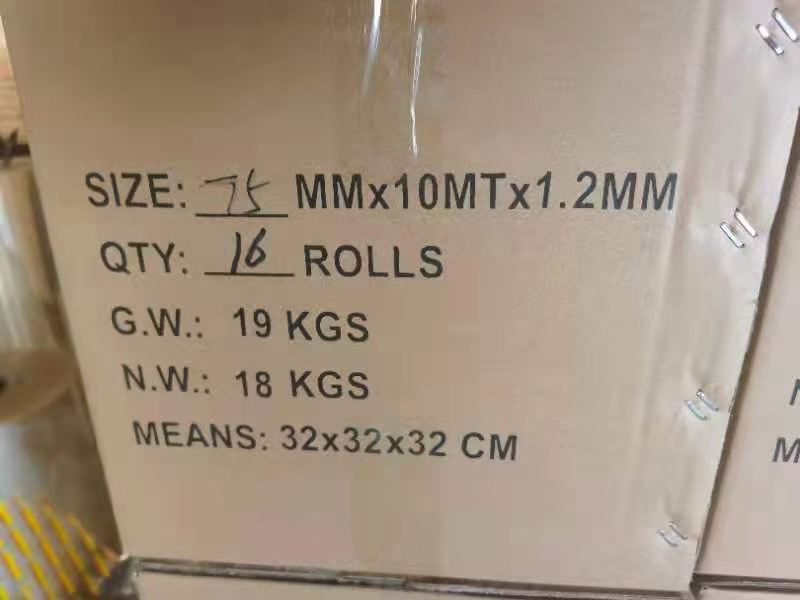 SIZE: 75 MMx10MTx1.2MM
QTY: 16 ROLLS
G.W.: 19 KGS
N.W.: 18 KGS
MEANS: 32x32x32 CM